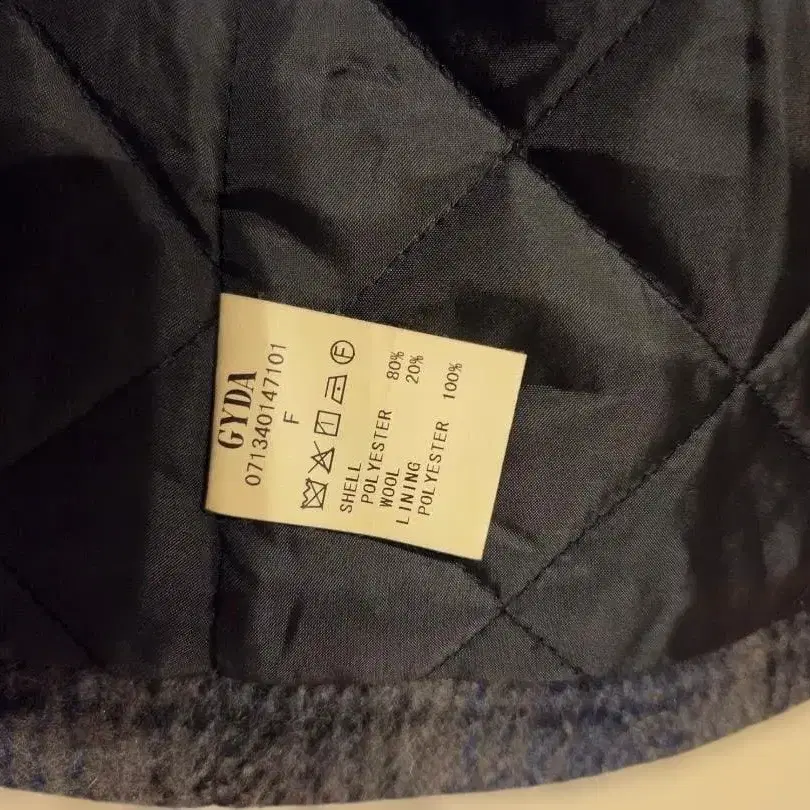 GYDA
071340147101
F
F
SHELL
POLYESTER 80%
WOOL 20%
LINING
POLYESTER 100%